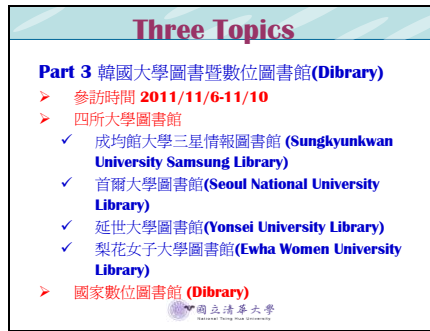 Three Topics
Part 3 韓國大學圖書暨數位圖書館(Dibrary)
參訪時間 2011/11/6-11/10
四所大學圖書館
成均館大學三星情報圖書館 (Sungkyunkwan
University Samsung Library)
首爾大學圖書館(Seoul National University
Library)
延世大學圖書館(Yonsei University Library)
梨花女子大學圖書館(Ewha Women University
Library)
國家數位圖書館 (Dibrary)
國立清華大學
National Tsing Hua University